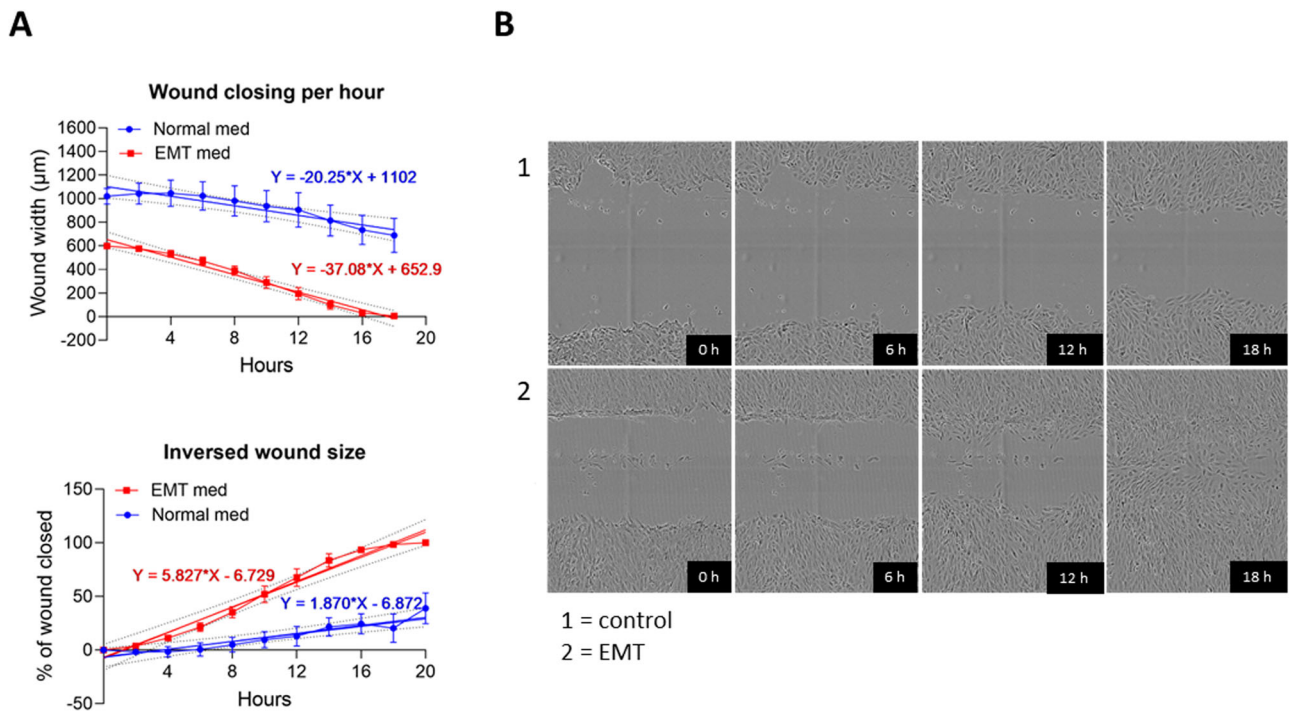 A
B
Wound closing per hour
Normal med
EMT med
Y = -20.25*X + 1102
Y = -37.08*X + 652.9
Wound width (µm)
1600
1400
1200
1000
800
600
400
200
0
-200
4
8
12
16
20
Hours
Inversed wound size
EMT med
Normal med
Y = 5.827*X - 6.729
Y = 1.870*X - 6.872
% of wound closed
150
100
50
0
-50
4
8
12
16
20
Hours
1
0 h
6 h
12 h
18 h
2
0 h
6 h
12 h
18 h
1 = control
2 = EMT